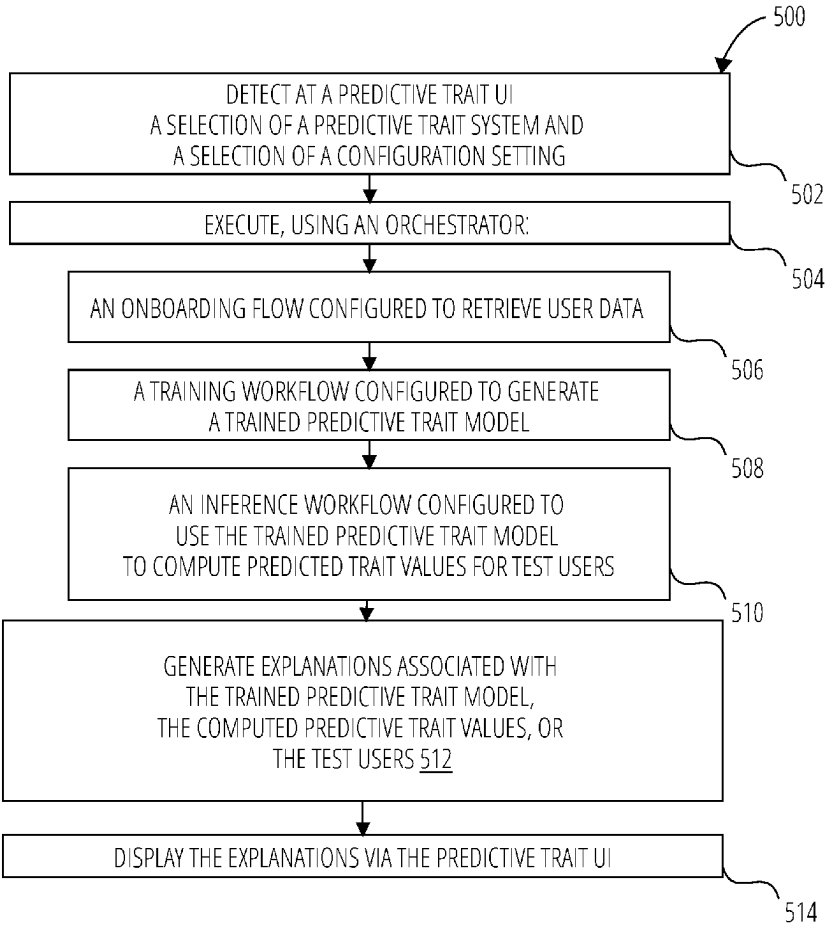 500
DETECT AT A PREDICTIVE TRAIT UI
A SELECTION OF A PREDICTIVE TRAIT SYSTEM AND
A SELECTION OF A CONFIGURATION SETTING
502
EXECUTE, USING AN ORCHESTRATOR:
504
AN ONBOARDING FLOW CONFIGURED TO RETRIEVE USER DATA
506
A TRAINING WORKFLOW CONFIGURED TO GENERATE
A TRAINED PREDICTIVE TRAIT MODEL
508
AN INFERENCE WORKFLOW CONFIGURED TO
USE THE TRAINED PREDICTIVE TRAIT MODEL
TO COMPUTE PREDICTED TRAIT VALUES FOR TEST USERS
510
GENERATE EXPLANATIONS ASSOCIATED WITH
THE TRAINED PREDICTIVE TRAIT MODEL,
THE COMPUTED PREDICTIVE TRAIT VALUES, OR
THE TEST USERS 512
DISPLAY THE EXPLANATIONS VIA THE PREDICTIVE TRAIT UI
514